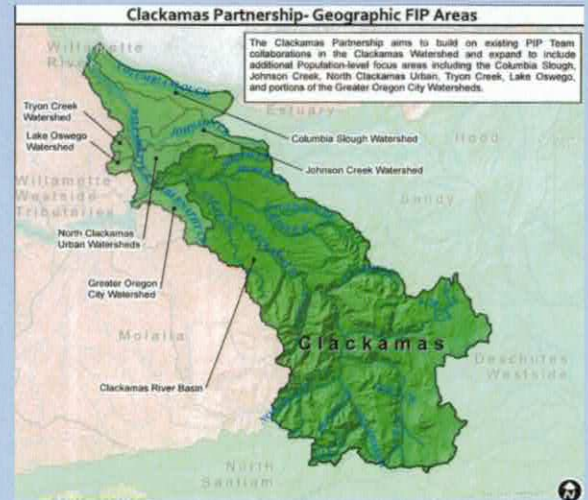 Clackamas Partnership- Geographic FIP Areas
The Clackamas Partnership aims to build on existing PIP Team
collaborations in the Clackamas Watershed and expand to include
additional Population-level focus areas including the Columbia Slough,
Johnson Creek, North Clackamas Urban, Tryon Creek, Lake Oswego,
and portions of the Greater Oregon City Watersheds.
Willamette
River
COLUMBIA SLOUGH
Estuary
Tryon Creek
Watershed
Lake Oswego
Watershed
Columbia Slough Watershed
Hood
Johnson Creek Watershed
Willamette
Westside
Tributaries
Sandy
North Clackamas
Urban Watersheds
Greater Oregon
City Watershed
Molalla
Clackamas
Deschutes
Westside
Clackamas River Basin
North
Santiam